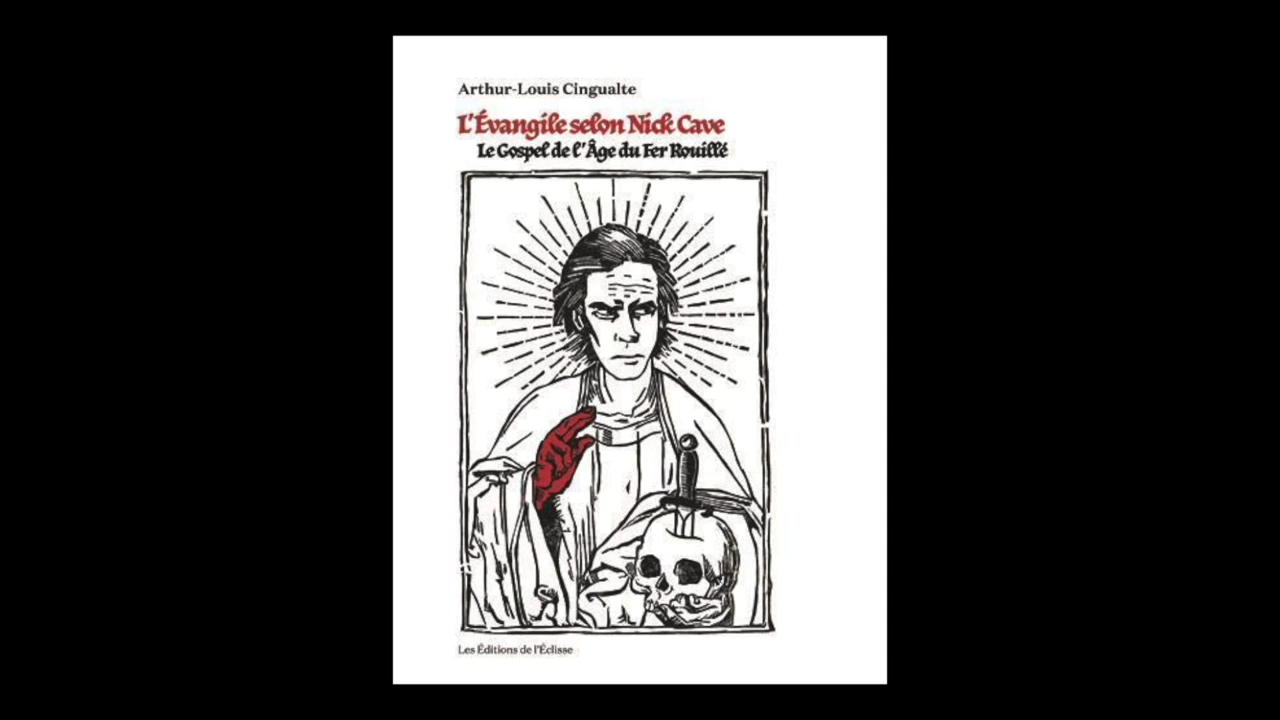 Arthur-Louis Cingualte
L'Évangile selon Nick Cave
Le Gospel de l'Âge du Fer Rouillé
Les Éditions de l'Éclisse